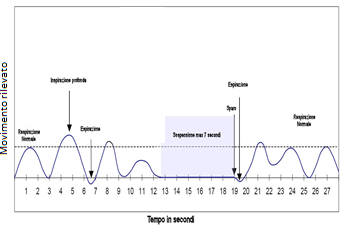 Movimento rilevato
Inspirazione profonda
Respirazione
Normale
Espirazione
Sospensione max 7 secondi
Sparo
Espirazione
Respirazione
Normale
1 2 3 4 5 6 7 8 9 10 11 12 13 14 15 16 17 18 19 20 21 22 23 24 25 26 27
Tempo in secondi